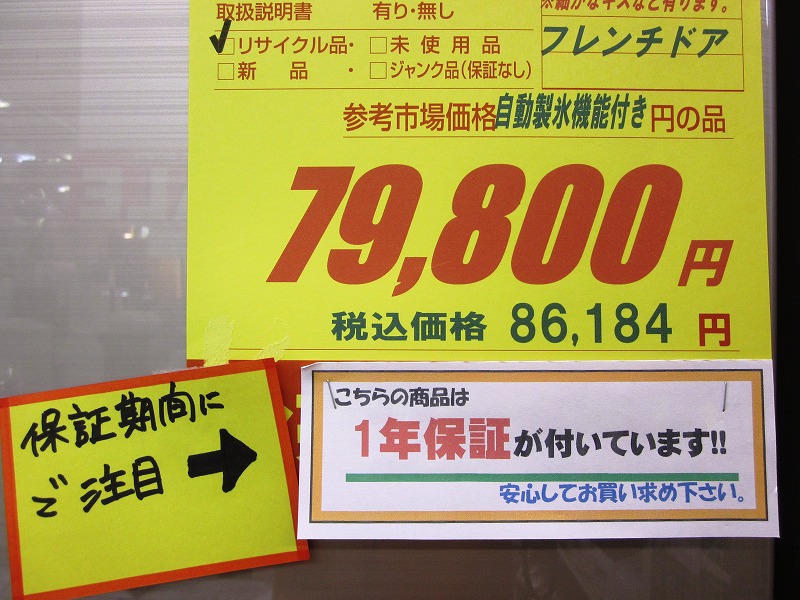 ※細かなキズなど有ります。
取扱説明書 有り・無し
□リサイクル品・□未使用品
□新品・□ジャンク品(保証なし)
フレンチドア
参考市場価格自動製氷機能付き円の品
79,800円
税込価格 86,184円
保証期間に
ご注目
→
こちらの商品は
1年保証が付いています!!
安心してお買い求め下さい。